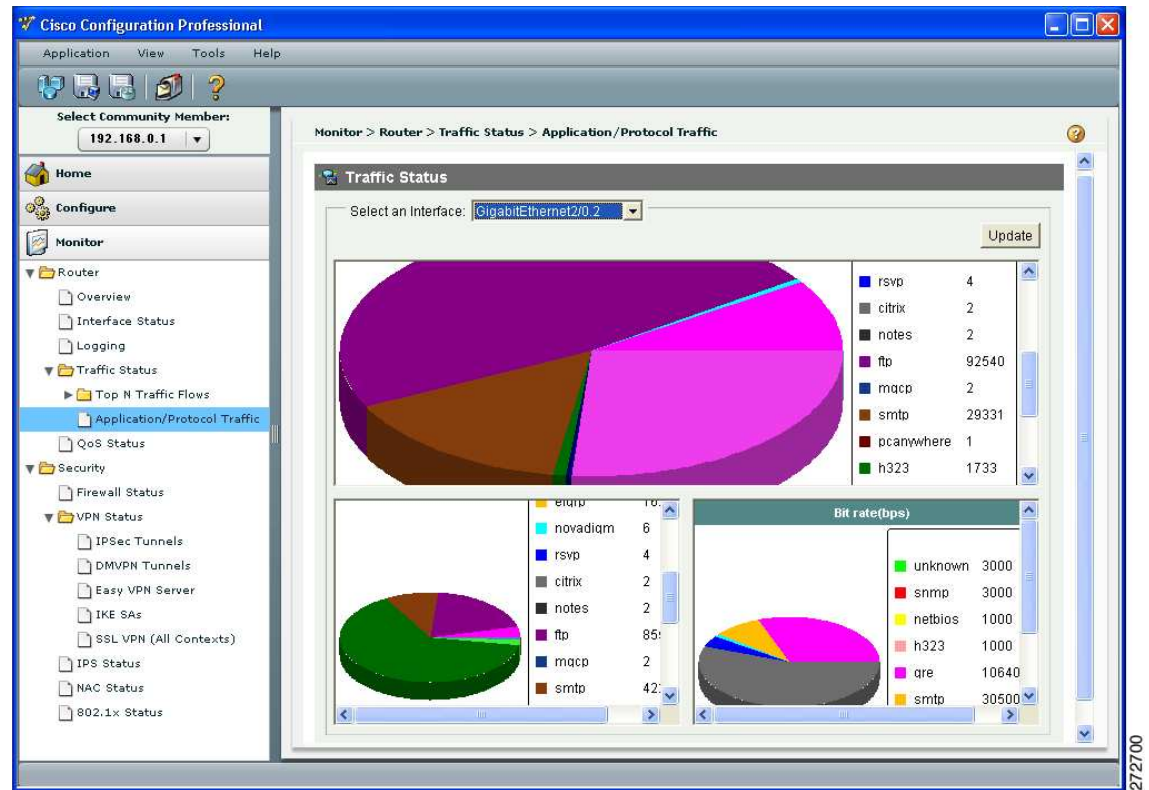 Cisco Configuration Professional
Application View Tools Help
Select Community Member:
192.168.0.1
Home
Configure
Monitor
Router
Overview
Interface Status
Logging
Traffic Status
Top N Traffic Flows
Application/Protocol Traffic
QoS Status
Security
Firewall Status
VPN Status
IPSec Tunnels
DMVPN Tunnels
Easy VPN Server
IKE SAs
SSL VPN (All Contexts)
IPS Status
NAC Status
802.1x Status
Monitor > Router > Traffic Status > Application/Protocol Traffic
Traffic Status
Select an Interface: GigabitEthernet2/0.2
Update
rsvp 4
citrix 2
notes 2
ftp 92540
mgcp 2
smtp 29331
pcanywhere 1
h323 1733
novadigm 6
rsvp 4
citrix 2
notes 2
ftp 85
mgcp 2
smtp 42
Bit rate(bps)
unknown 3000
snmp 3000
netbios 1000
h323 1000
gre 10640
smtp 30500
272700